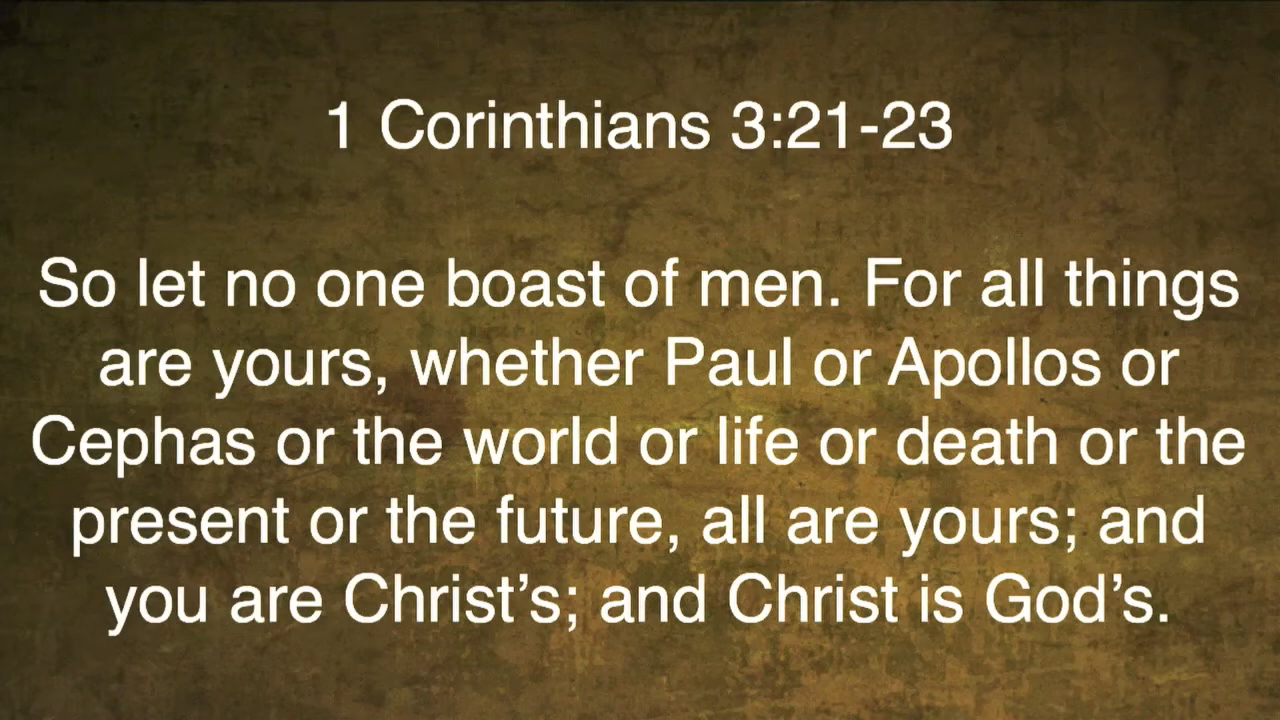 1 Corinthians 3:21-23
So let no one boast of men. For all things
are yours, whether Paul or Apollos or
Cephas or the world or life or death or the
present or the future, all are yours; and
you are Christ’s; and Christ is God’s.